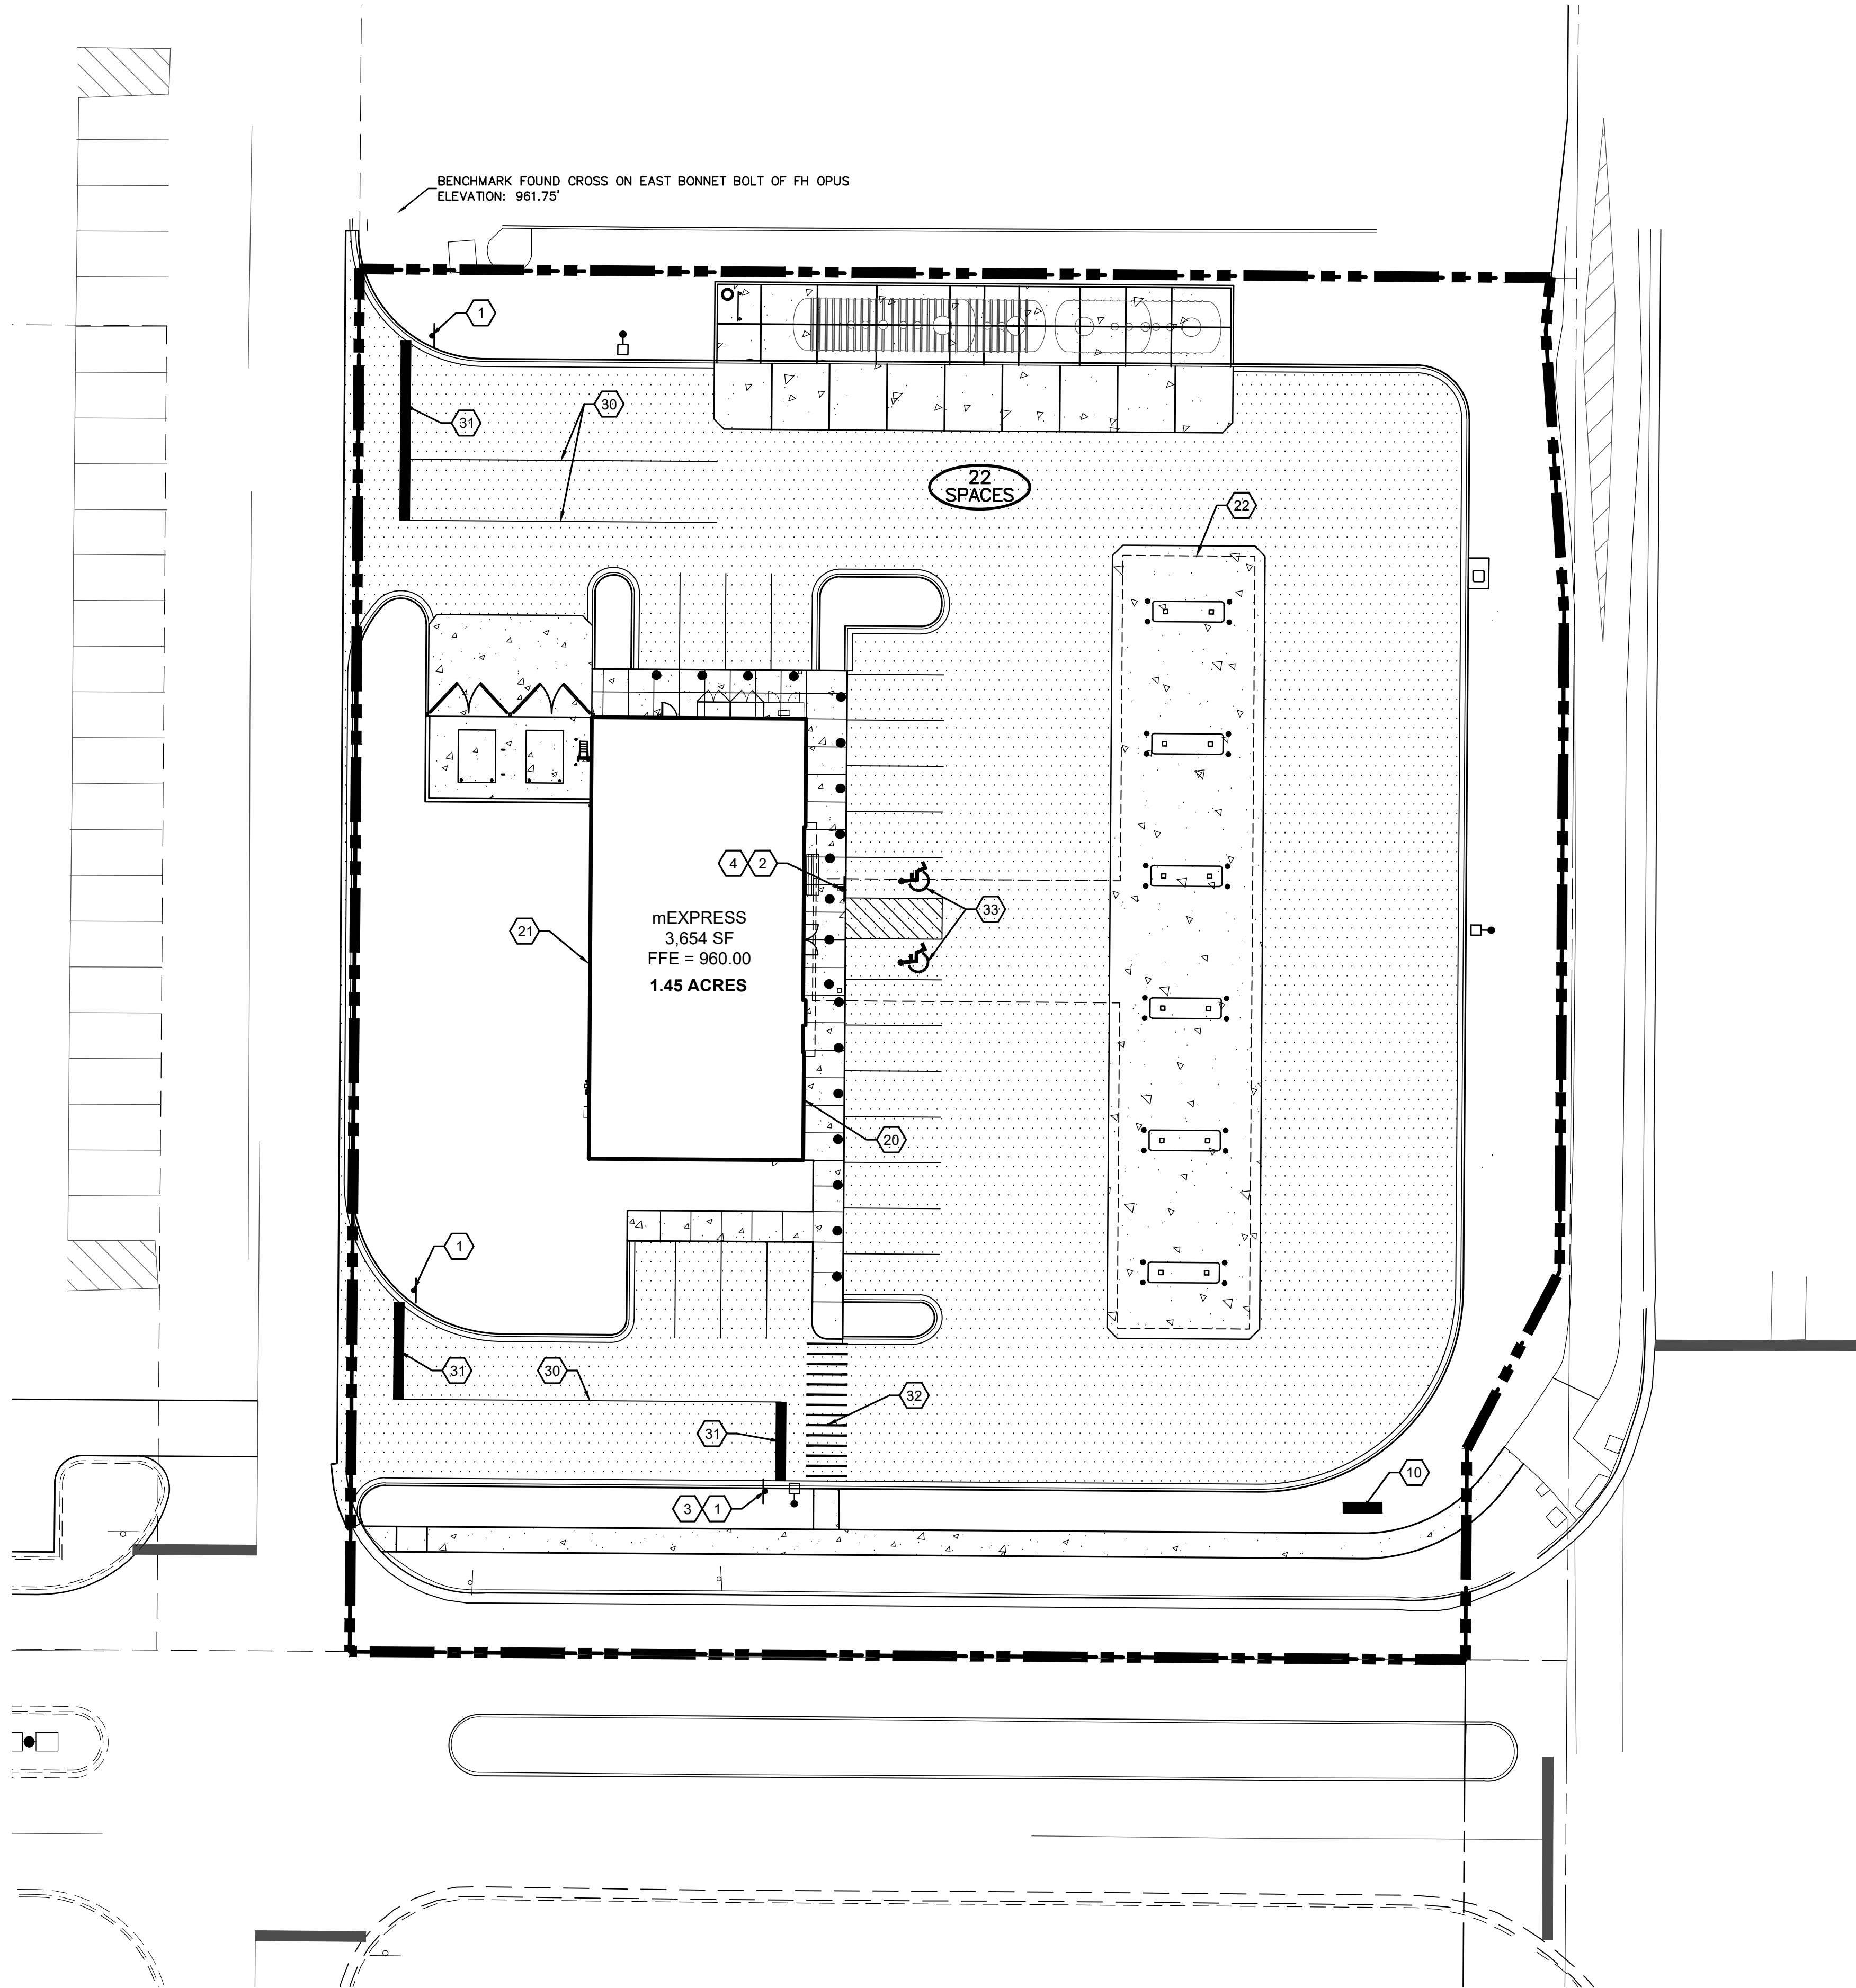 BENCHMARK FOUND CROSS ON EAST BONNET BOLT OF FH OPUS
ELEVATION: 961.75'
1
30
31
22
SPACES
22
4 2
33
21
mEXPRESS
3,654 SF
FFE = 960.00
1.45 ACRES
20
1
31
30
32
31
10
3 1